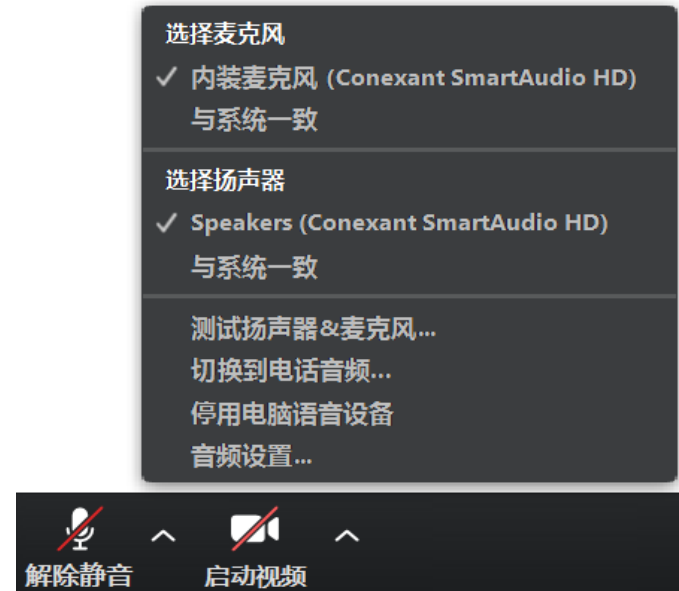 选择麦克风
内装麦克风 (Conexant SmartAudio HD)
与系统一致
选择扬声器
Speakers (Conexant SmartAudio HD)
与系统一致
测试扬声器&麦克风...
切换到电话音频...
停用电脑语音设备
音频设置...
解除静音
启动视频